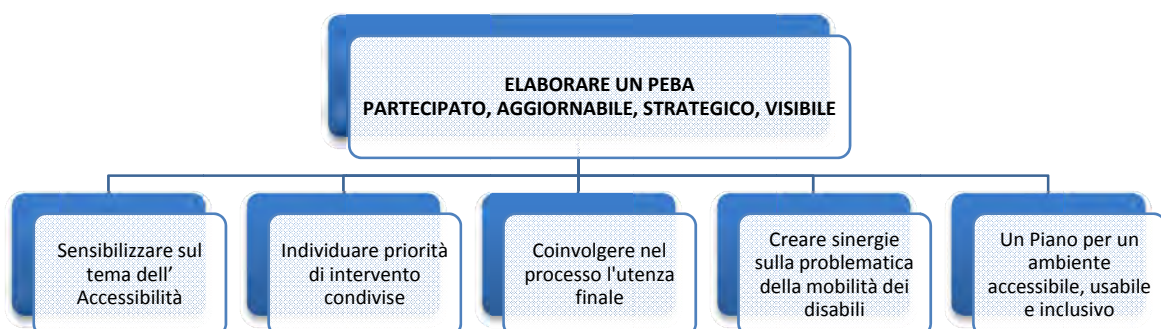 ELABORARE UN PEBA
PARTECIPATO, AGGIORNABILE, STRATEGICO, VISIBILE
Sensibilizzare sul
tema dell’
Accessibilità
Individuare priorità
di intervento
condivise
Coinvolgere nel
processo l'utenza
finale
Creare sinergie
sulla problematica
della mobilità dei
disabili
Un Piano per un
ambiente
accessibile, usabile
e inclusivo